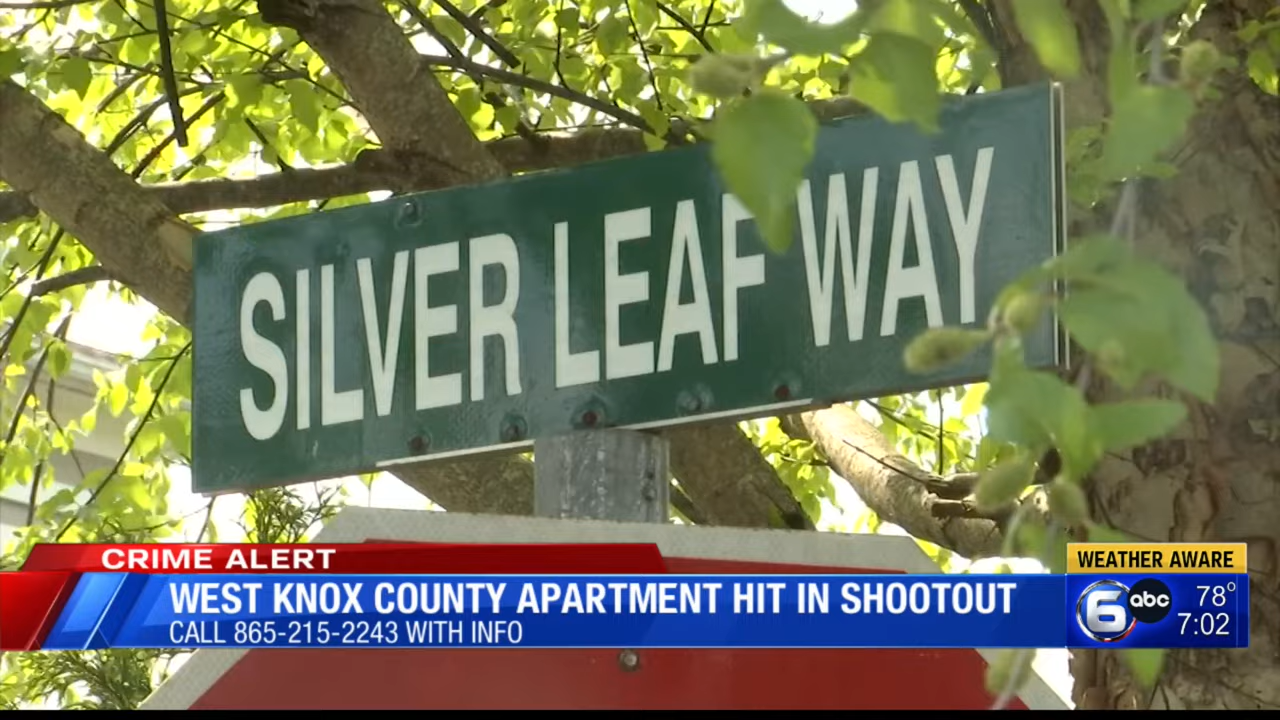 SILVER LEAF WAY
CRIME ALERT
WEST KNOX COUNTY APARTMENT HIT IN SHOOTOUT
CALL 865-215-2243 WITH INFO
WEATHER AWARE
6 abc 78°
7:02